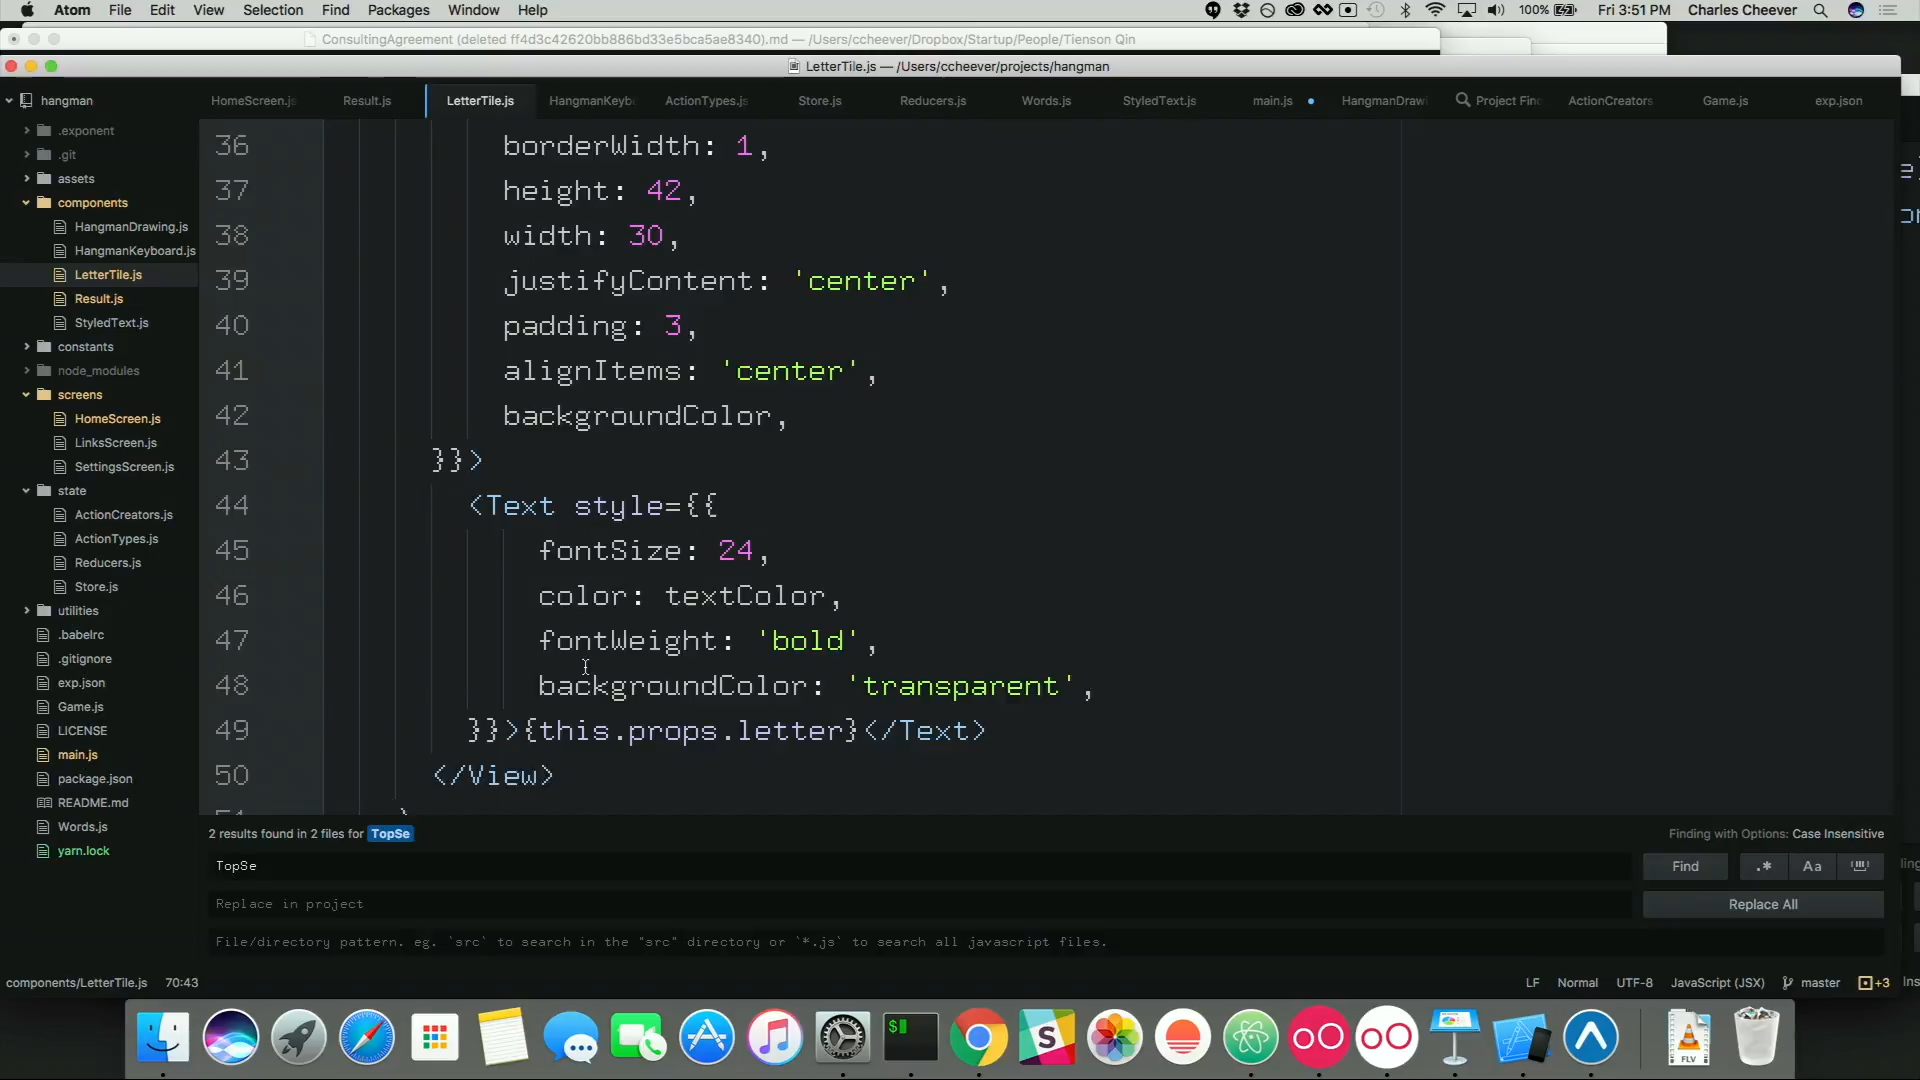 Atom File Edit View Selection Find Packages Window Help 100% Fri 3:51 PM Charles Cheever
ConsultingAgreement (deleted ff4d3c42620bb886bd33e5bca5ae8340).md — /Users/ccheever/Dropbox/Startup/People/Tienson Qin
LetterTile.js — /Users/ccheever/projects/hangman
hangman
HomeScreen.js Result.js LetterTile.js HangmanKeyb ActionTypes.js Store.js Reducers.js Words.js StyledText.js main.js HangmanDrawi Project Fin ActionCreators Game.js exp.json
.exponent
.git
assets
components
HangmanDrawing.js
HangmanKeyboard.js
LetterTile.js
Result.js
StyledText.js
constants
node_modules
screens
HomeScreen.js
LinksScreen.js
SettingsScreen.js
state
ActionCreators.js
ActionTypes.js
Reducers.js
Store.js
utilities
.babelrc
.gitignore
exp.json
Game.js
LICENSE
main.js
package.json
README.md
Words.js
yarn.lock
36 borderWidth: 1,
37 height: 42,
38 width: 30,
39 justifyContent: 'center',
40 padding: 3,
41 alignItems: 'center',
42 backgroundColor,
43 }}>
44 <Text style={{
45 fontSize: 24,
46 color: textColor,
47 fontWeight: 'bold',
48 backgroundColor: 'transparent',
49 }}>{this.props.letter}</Text>
50 </View>
2 results found in 2 files for TopSe Finding with Options: Case Insensitive
TopSe Find .* Aa
Replace in project Replace All
File/directory pattern. eg. `src` to search in the "src" directory or `*.js` to search all javascript files.
components/LetterTile.js 70:43 LF Normal UTF-8 JavaScript (JSX) master +3 Ins
$
FLV